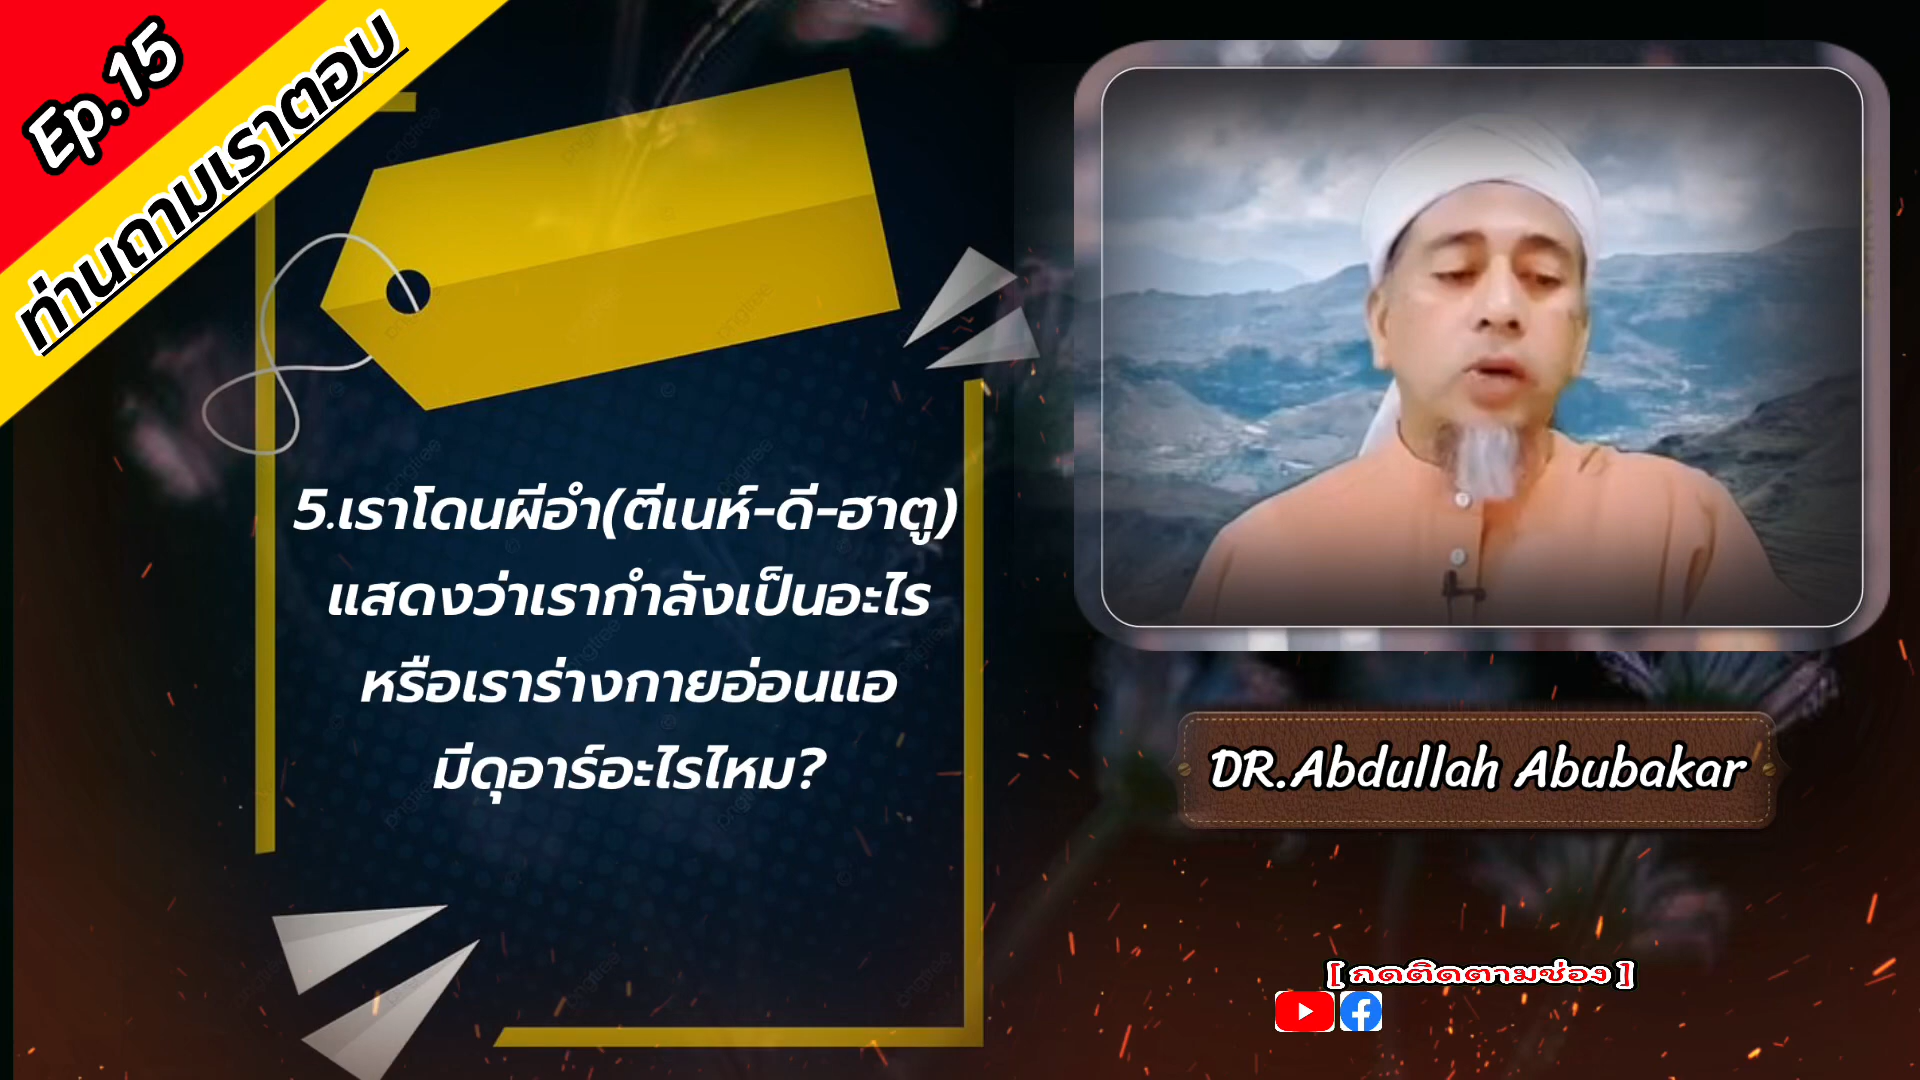 Ep.15
ท่านถามเราตอบ
5.เราโดนผีอำ(ตีเนห์-ดี-ฮาตู)
แสดงว่าเรากำลังเป็นอะไร
หรือเราร่างกายอ่อนแอ
มีดุอาร์อะไรไหม?
DR.Abdullah Abubakar
[ กดติดตามช่อง ]
pngtree